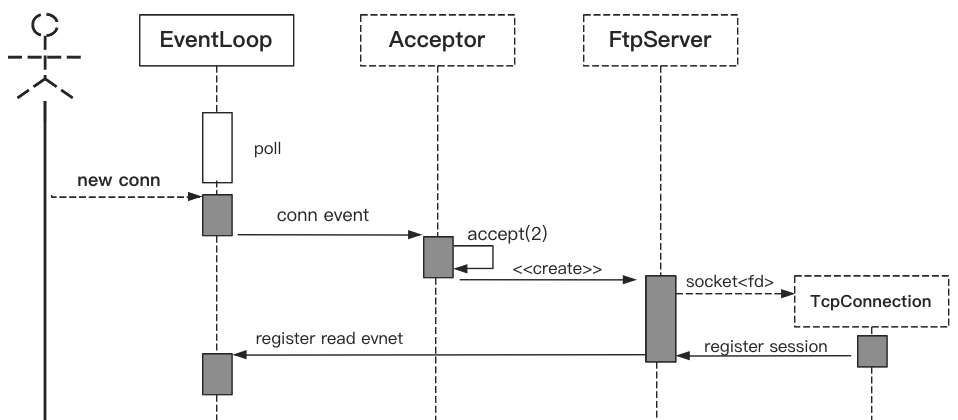 EventLoop
Acceptor
FtpServer
poll
new conn
conn event
accept(2)
<<create>>
socket<fd>
TcpConnection
register read evnet
register session